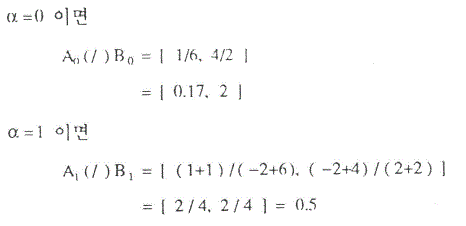 α=0 이면
A₀(/)B₀ = [ 1/6, 4/2 ]
= [ 0.17, 2 ]
α=1 이면
A₁(/)B₁ = [ (1+1)/(−2+6), (−2+4)/(2+2) ]
= [ 2/4, 2/4 ] = 0.5